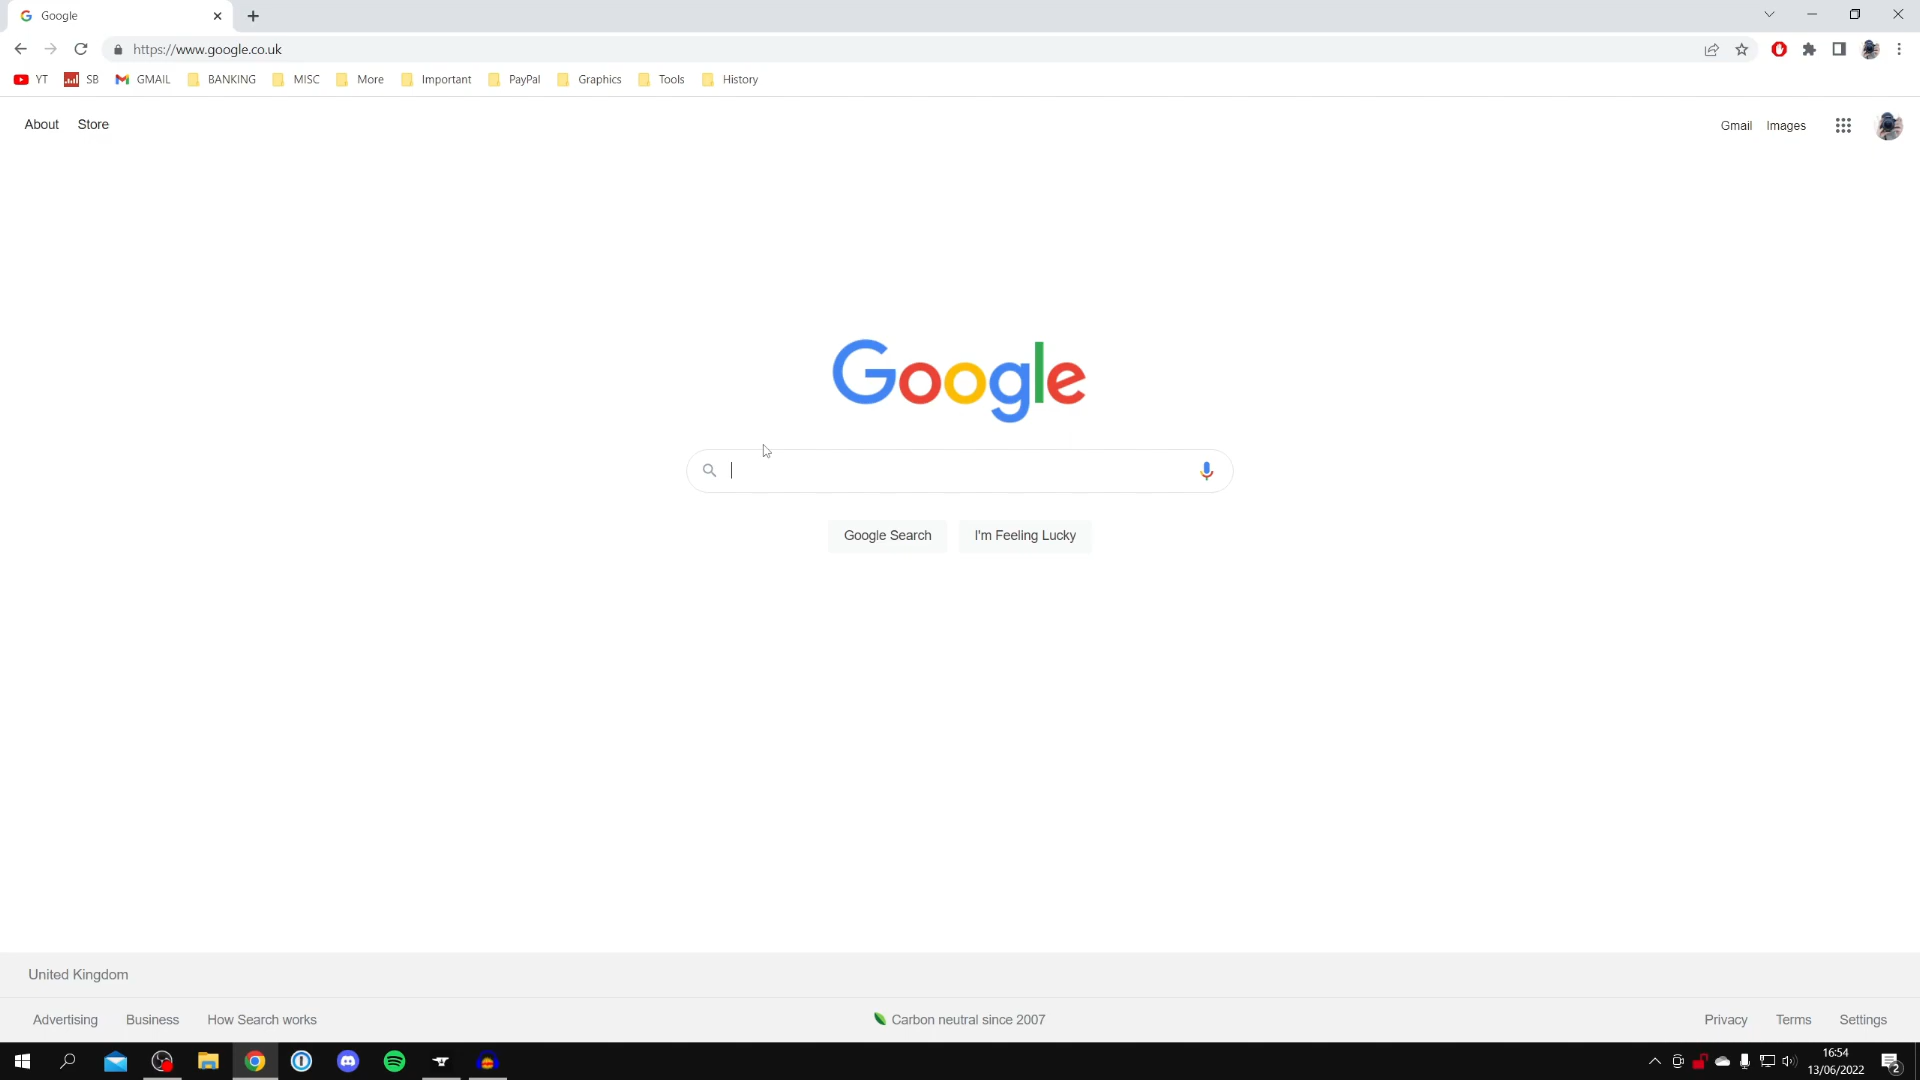 Google
https://www.google.co.uk
YT SB GMAIL BANKING MISC More Important PayPal Graphics Tools History
About Store Gmail Images
Google
Google Search I'm Feeling Lucky
United Kingdom
Advertising Business How Search works Carbon neutral since 2007 Privacy Terms Settings
16:54
13/06/2022
2